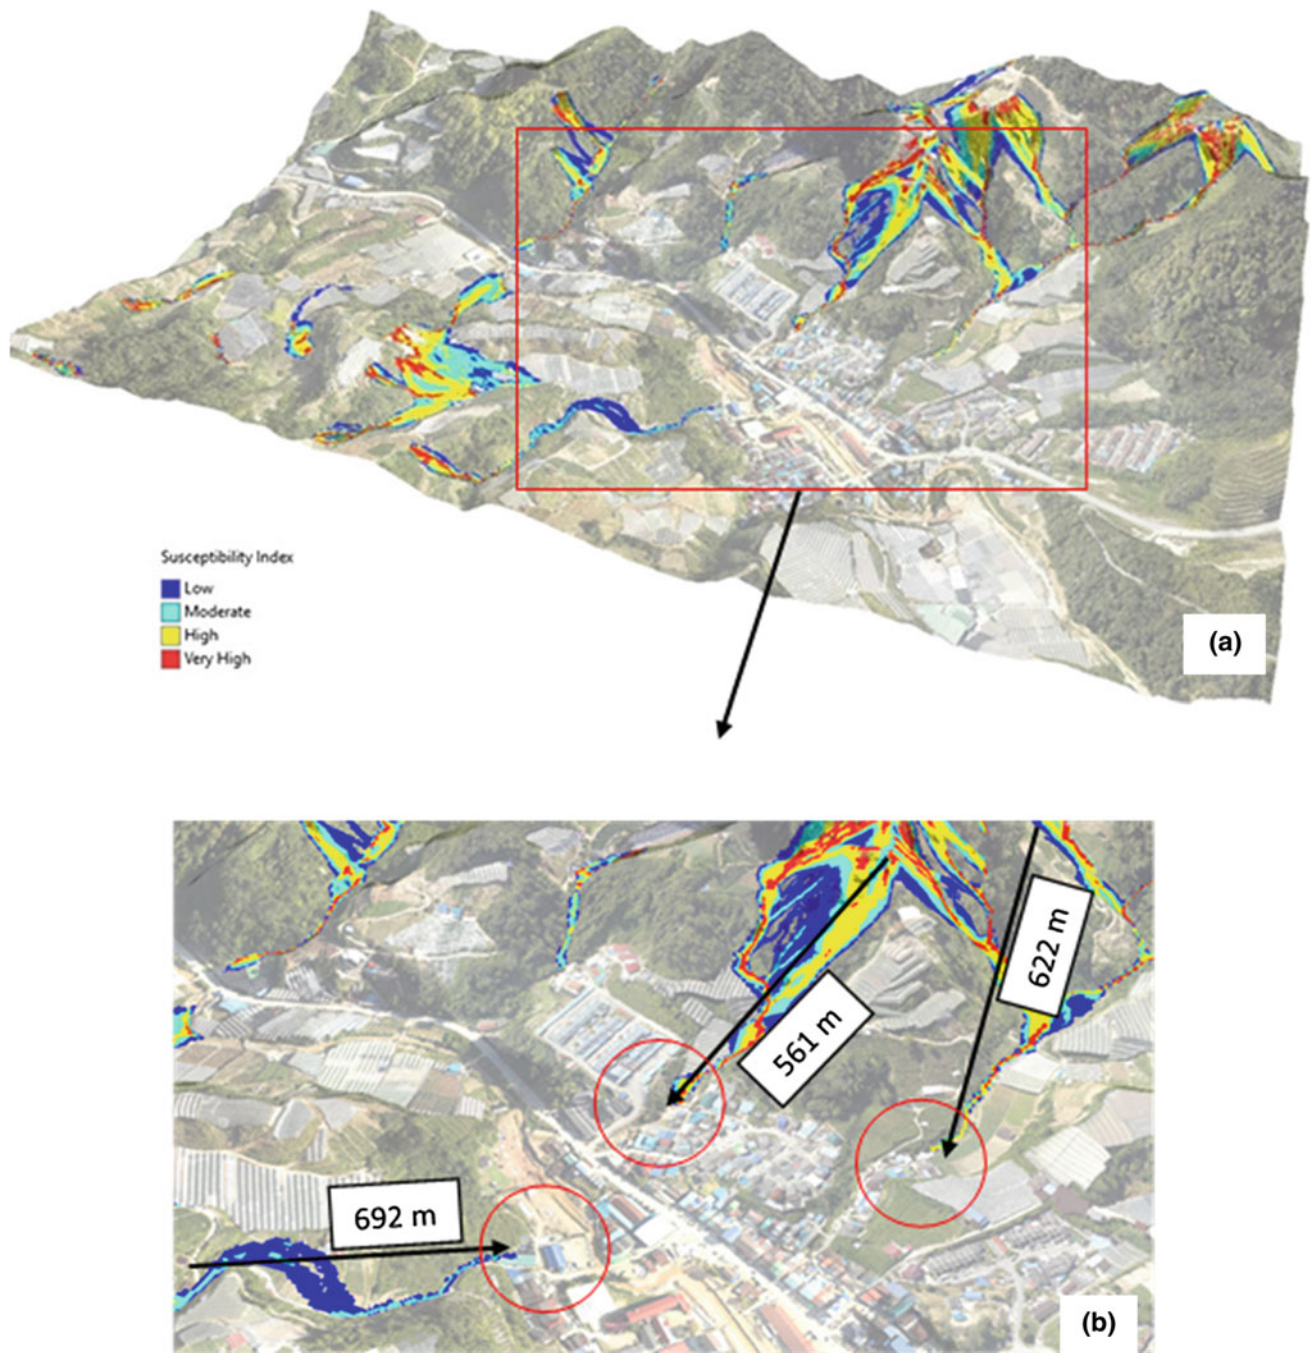 Susceptibility Index
Low
Moderate
High
Very High
(a)
622 m
561 m
692 m
(b)